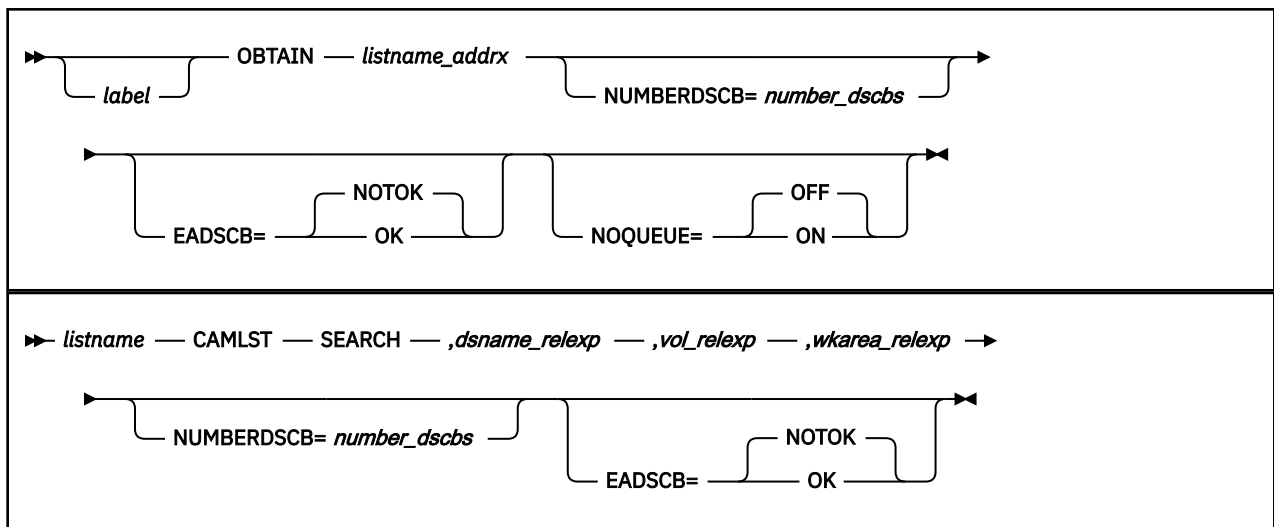 OBTAIN listname_addrx
label NUMBERDSCB= number_dscbs
NOTOK OFF
EADSCB= OK NOQUEUE= ON
listname CAMLST SEARCH ,dsname_relexp ,vol_relexp ,wkarea_relexp
NUMBERDSCB= number_dscbs NOTOK
EADSCB= OK